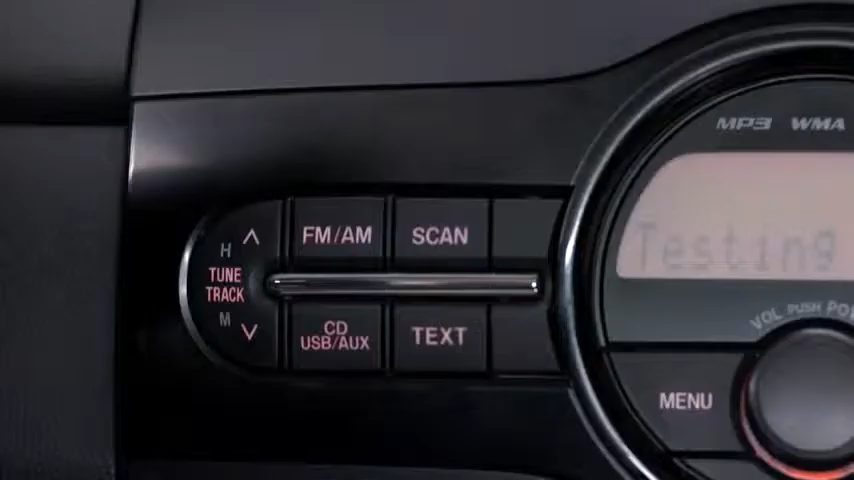 MP3 WMA
FM/AM SCAN
H
TUNE
TRACK
M
Testing
CD
USB/AUX
TEXT
VOL PUSH
MENU